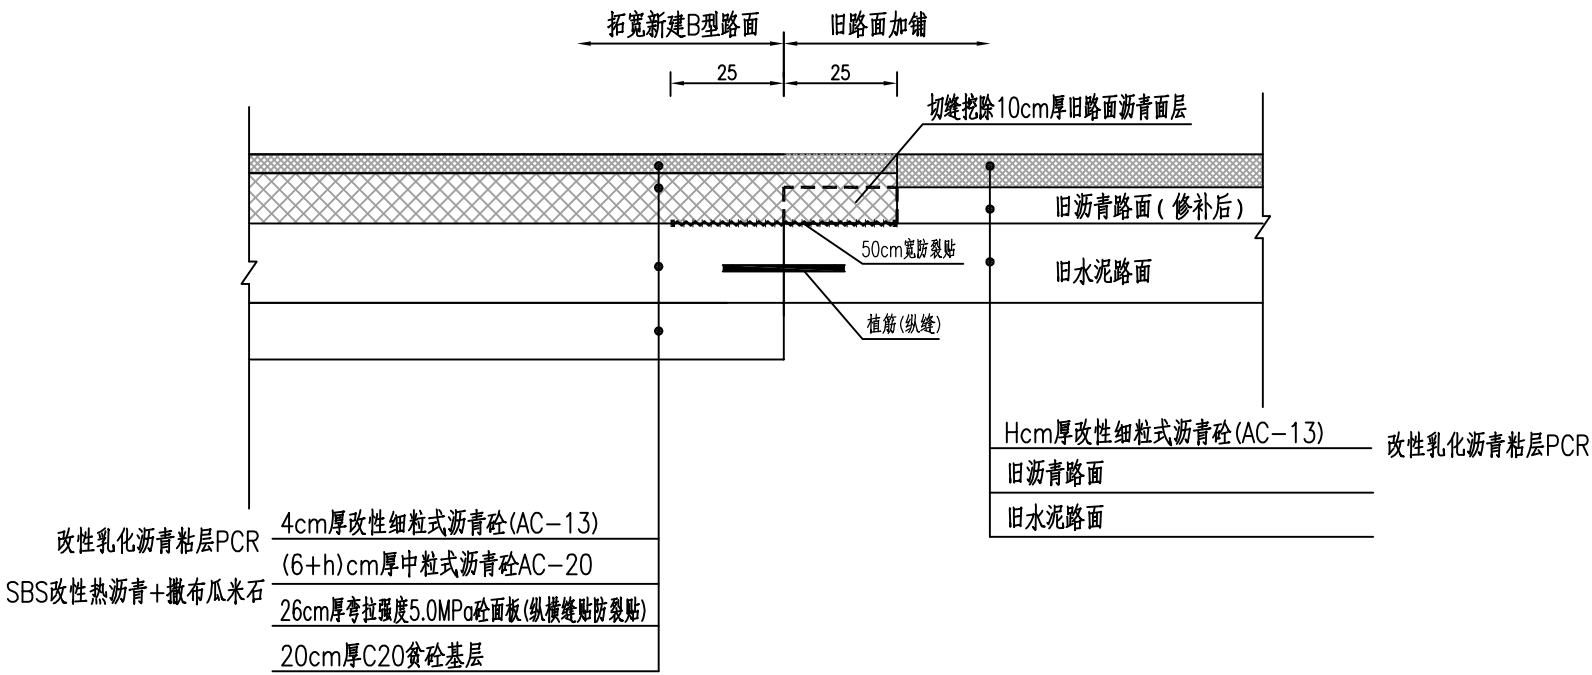 拓宽新建B型路面
旧路面加铺
25
25
切缝挖除10cm厚旧路面沥青面层
旧沥青路面(修补后)
50cm宽防裂贴
旧水泥路面
植筋(纵缝)
Hcm厚改性细粒式沥青砼(AC-13)
改性乳化沥青粘层PCR
旧沥青路面
旧水泥路面
4cm厚改性细粒式沥青砼(AC-13)
改性乳化沥青粘层PCR
(6+h)cm厚中粒式沥青砼AC-20
SBS改性热沥青+撒布瓜米石
26cm厚弯拉强度5.0MPa砼面板(纵横缝贴防裂贴)
20cm厚C20贫砼基层